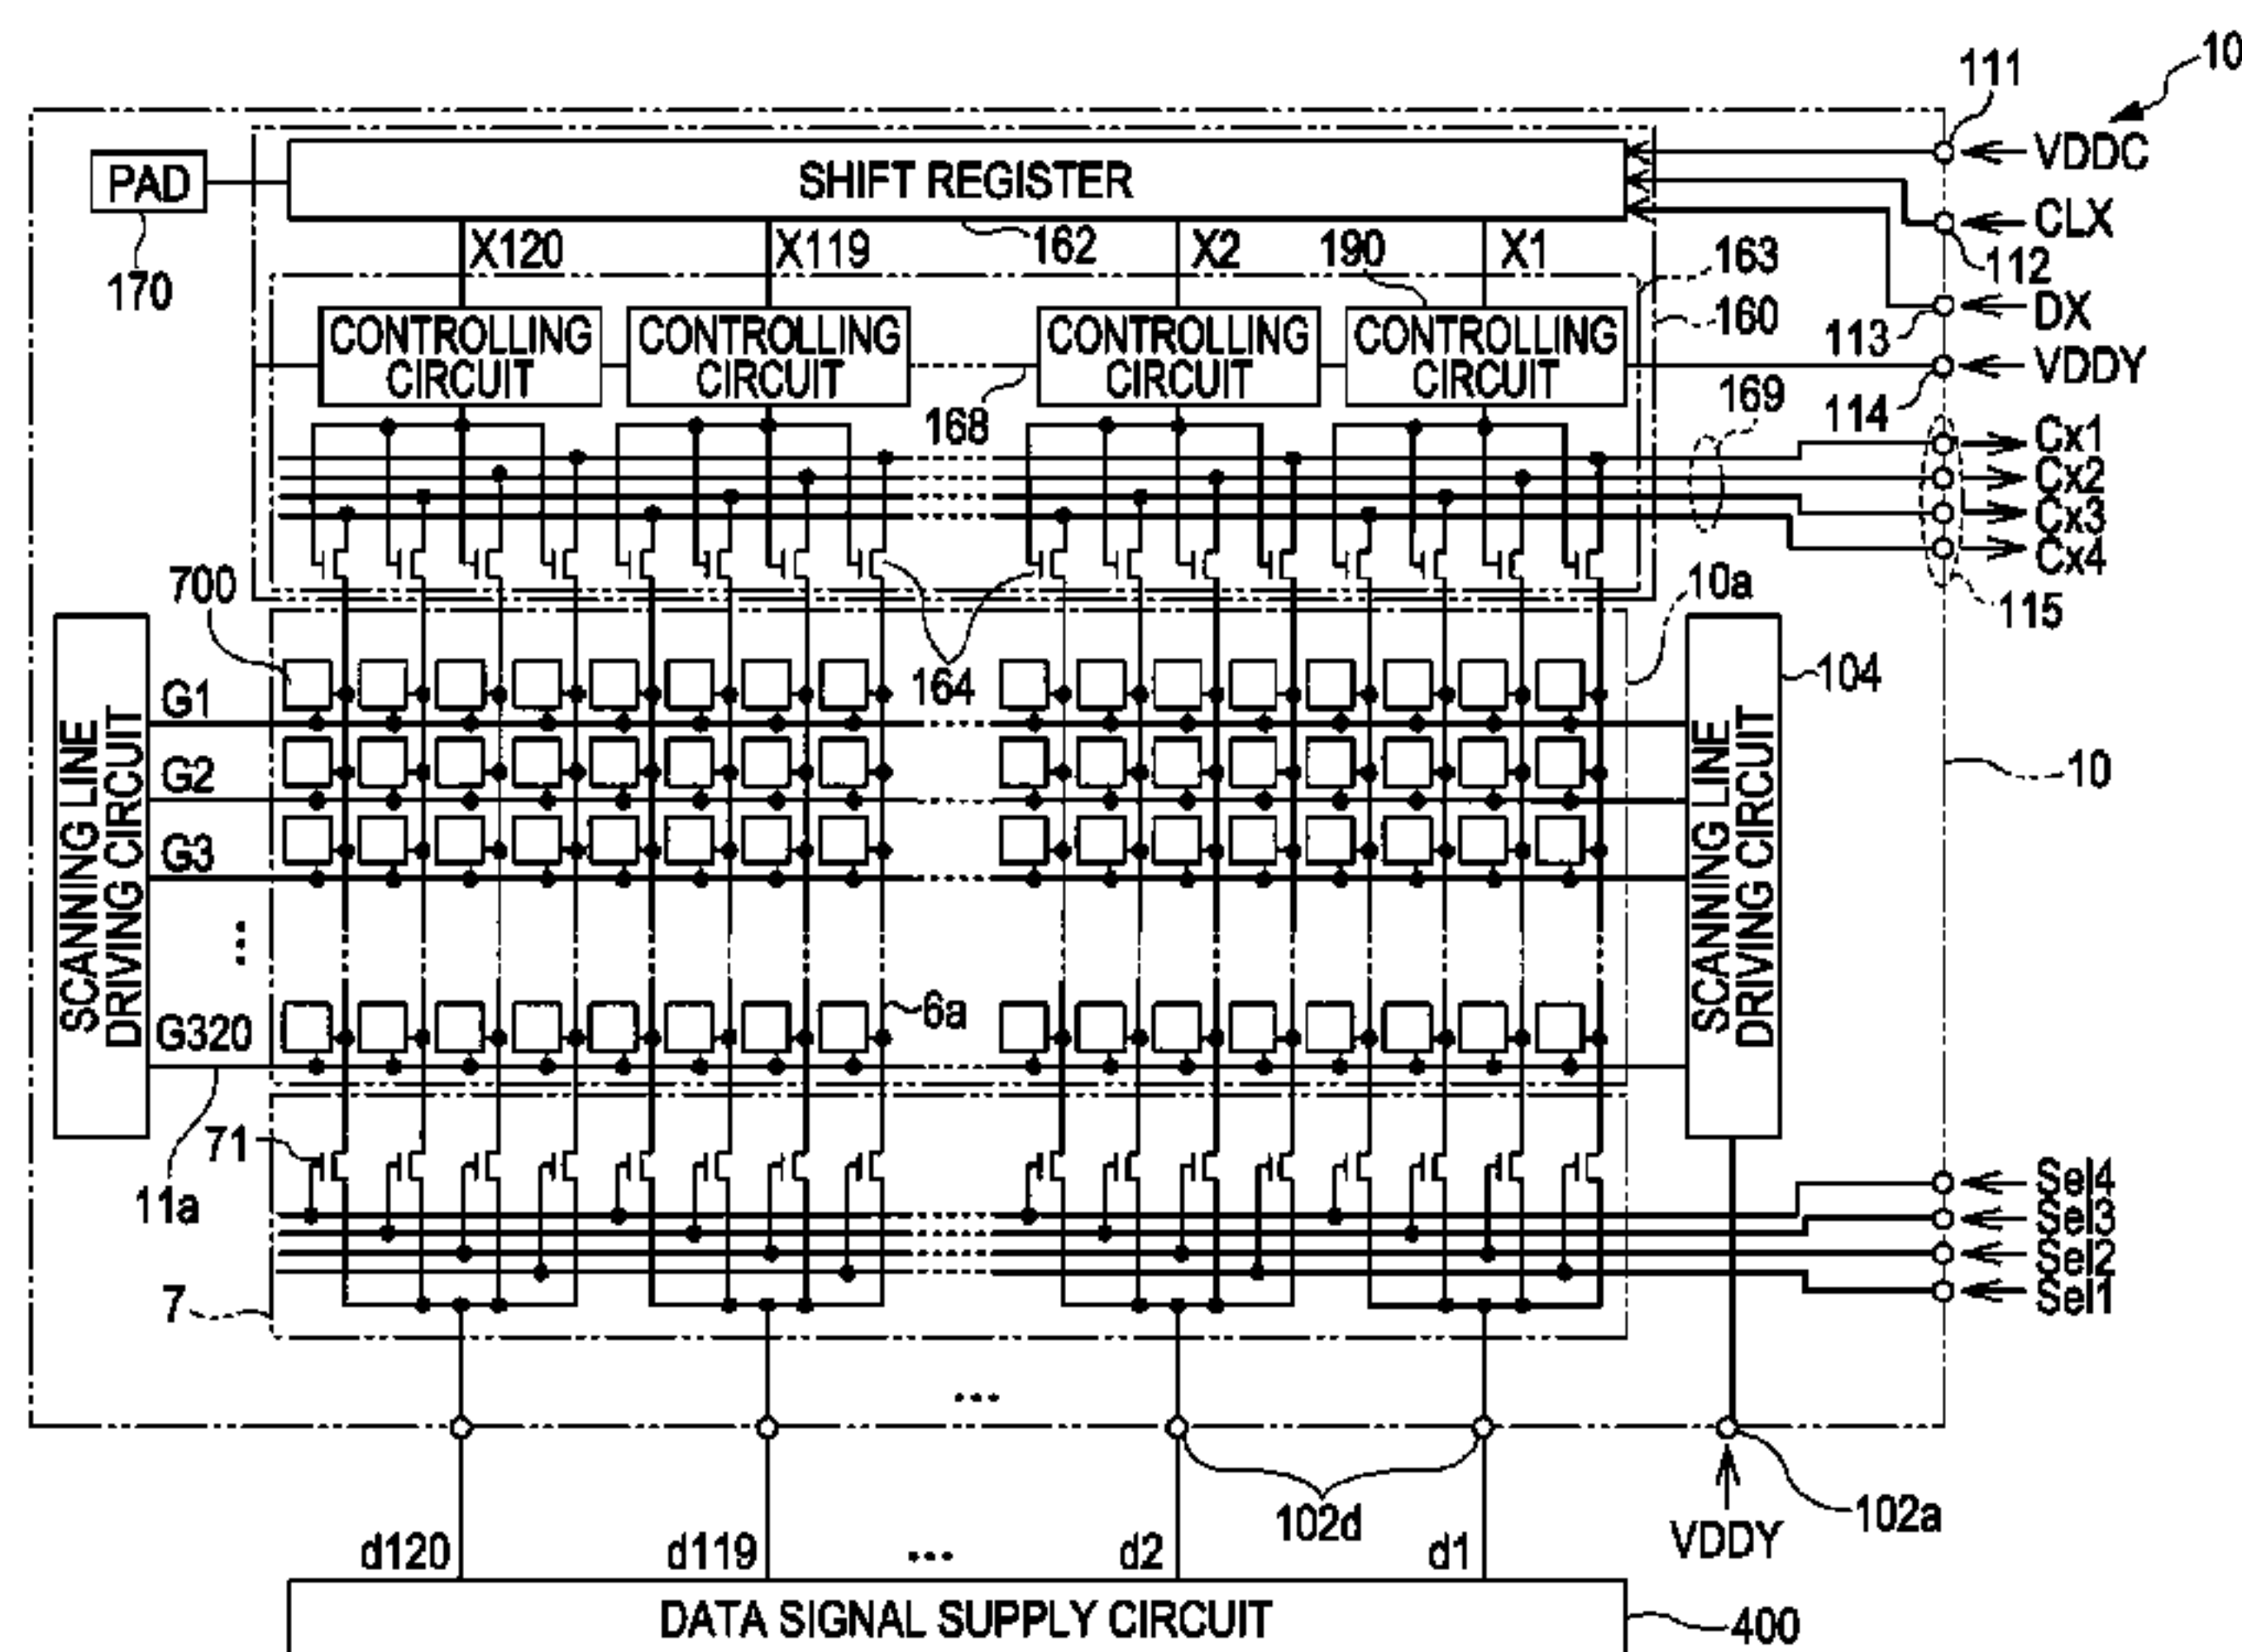 10
111
VDDC
PAD
SHIFT REGISTER
CLX
170
X120
X119
162
X2
190
X1
163
112
160
DX
113
CONTROLLING
CIRCUIT
CONTROLLING
CIRCUIT
CONTROLLING
CIRCUIT
CONTROLLING
CIRCUIT
VDDY
168
169
114
Cx1
Cx2
Cx3
Cx4
700
10a
115
164
104
G1
G2
G3
SCANNING LINE
DRIVING CIRCUIT
SCANNING LINE
DRIVING CIRCUIT
10
...
6a
G320
71
11a
Sel4
Sel3
Sel2
Sel1
7
...
102d
102a
VDDY
d120
d119
...
d2
d1
DATA SIGNAL SUPPLY CIRCUIT
400